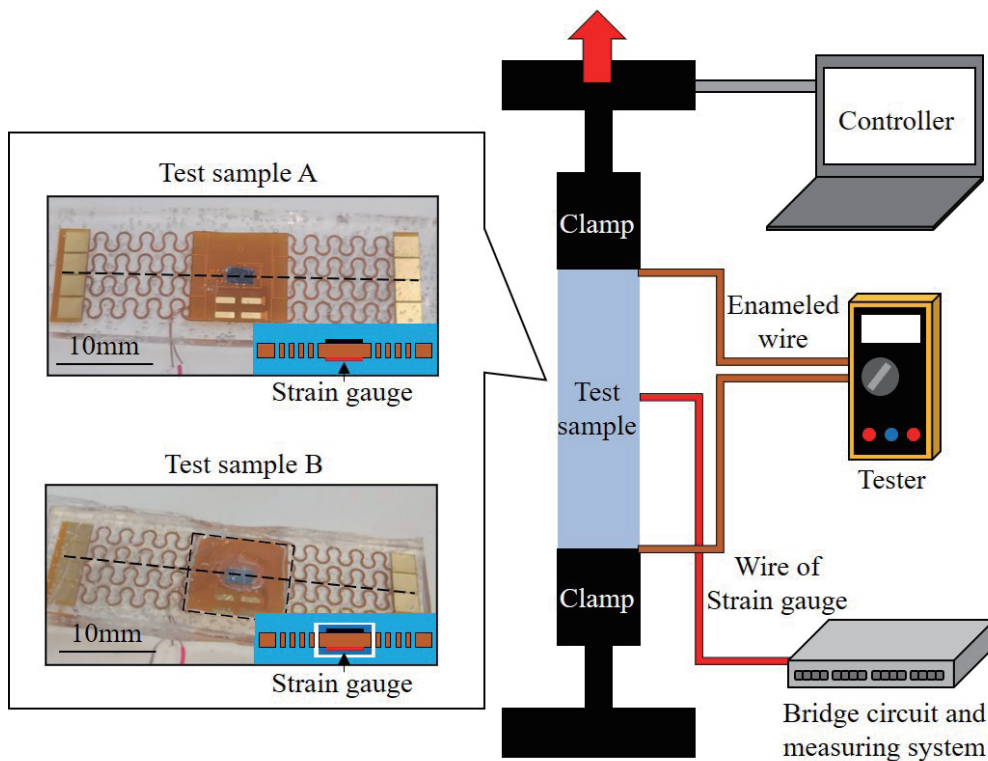 Test sample A
10mm
Strain gauge
Test sample B
10mm
Strain gauge
Clamp
Test
sample
Clamp
Controller
Enameled
wire
Tester
Wire of
Strain gauge
Bridge circuit and
measuring system